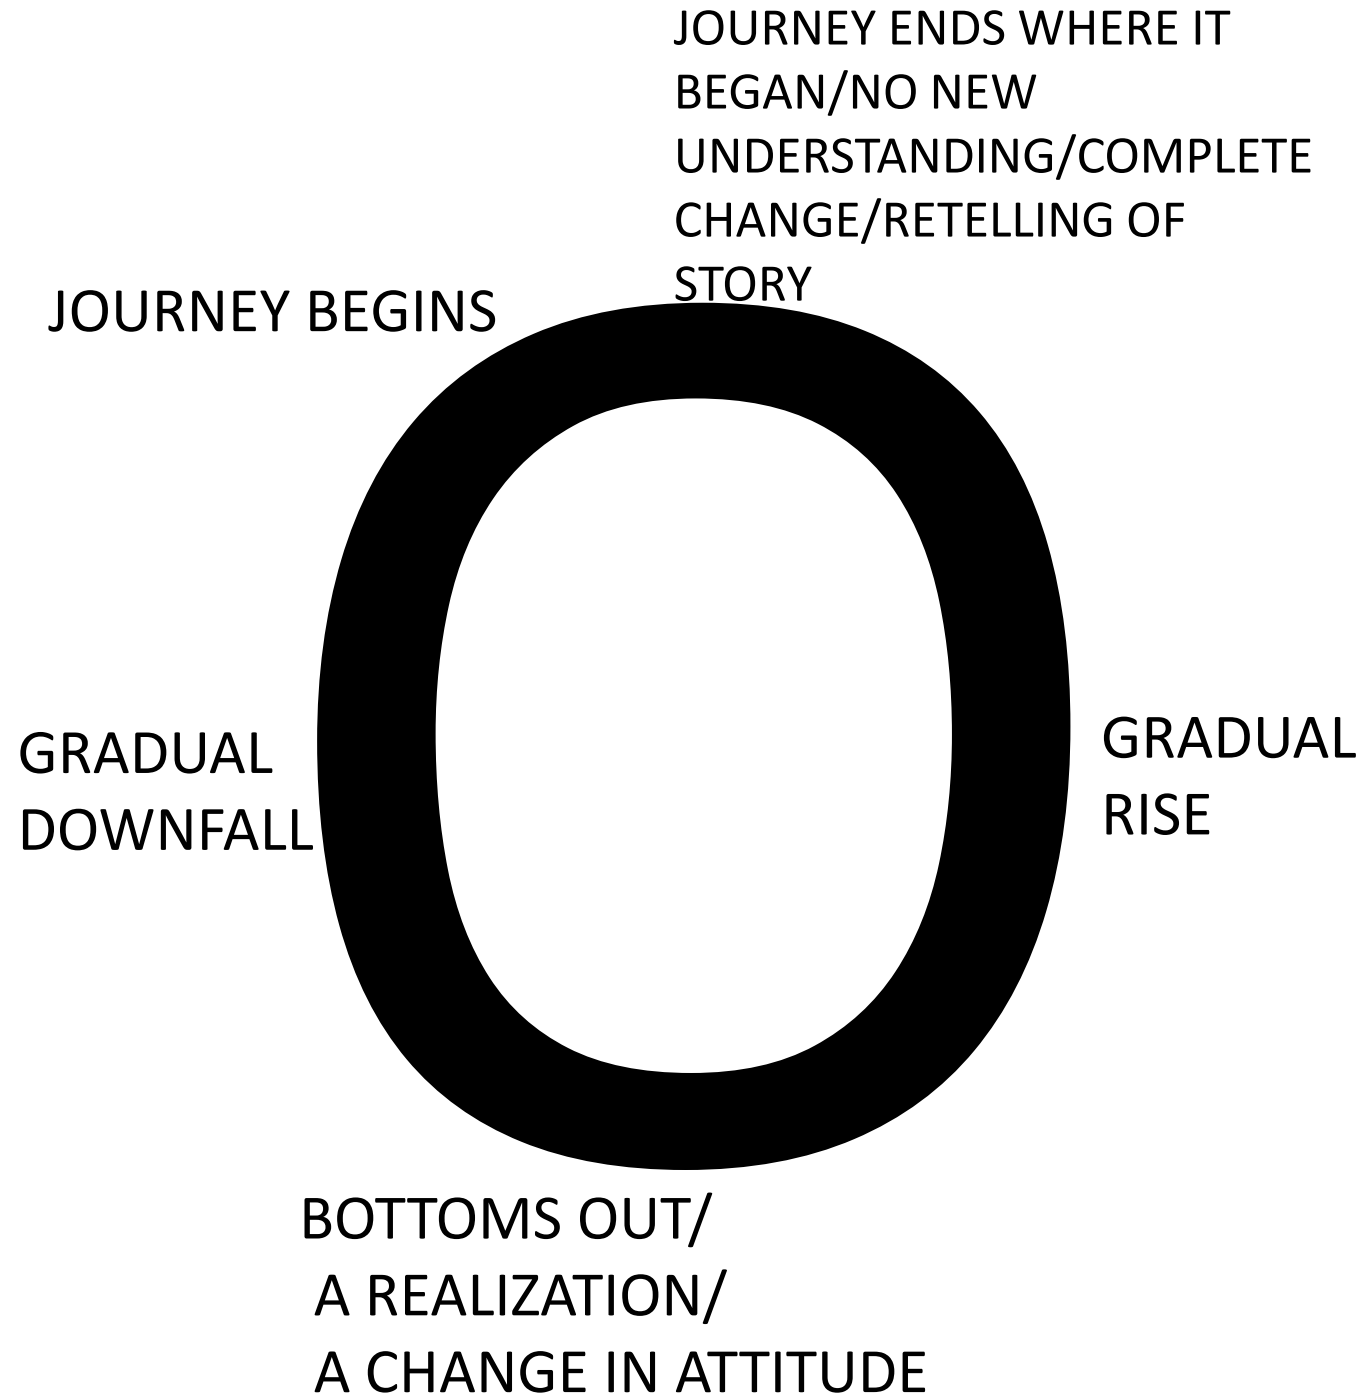 JOURNEY ENDS WHERE IT
BEGAN/NO NEW
UNDERSTANDING/COMPLETE
CHANGE/RETELLING OF
STORY
JOURNEY BEGINS
O
GRADUAL
DOWNFALL
GRADUAL
RISE
BOTTOMS OUT/
A REALIZATION/
A CHANGE IN ATTITUDE